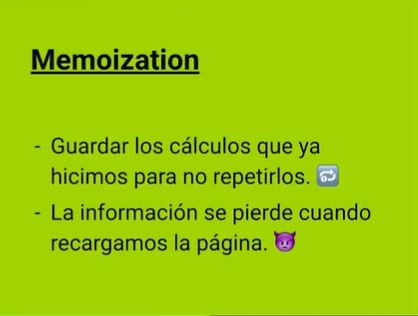 Memoization
- Guardar los cálculos que ya
hicimos para no repetirlos. 🔁
- La información se pierde cuando
recargamos la página. 👿